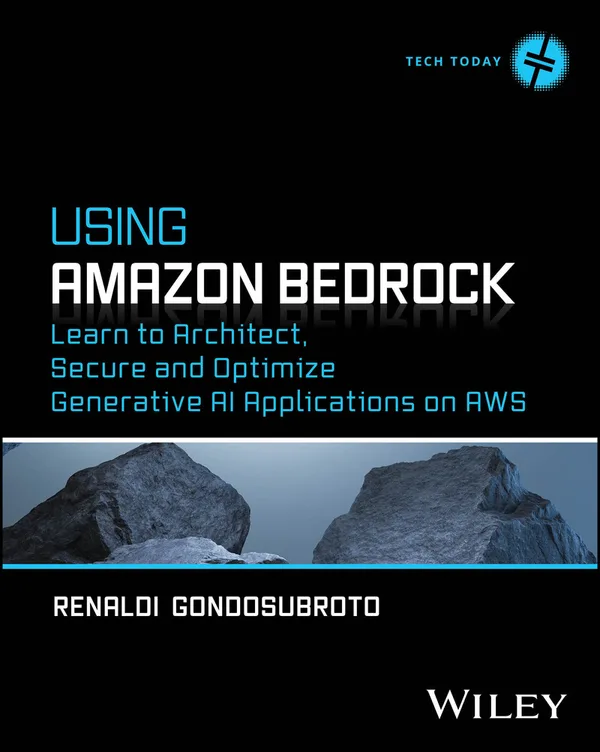 TECH TODAY
USING
AMAZON BEDROCK
Learn to Architect,
Secure and Optimize
Generative AI Applications on AWS
RENALDI GONDOSUBROTO
WILEY